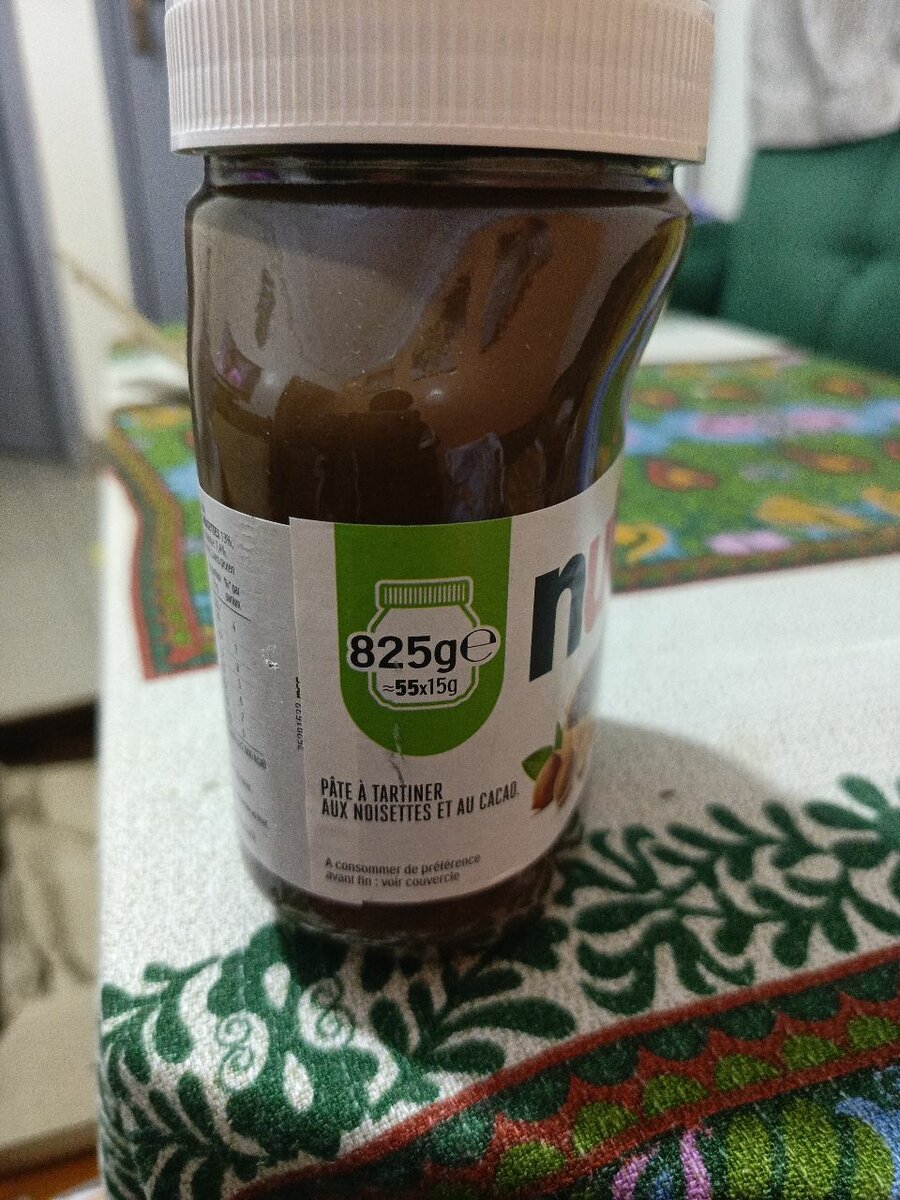 825g℮
≈55x15g
nu
PÂTE À TARTINER
AUX NOISETTES ET AU CACAO.
A consommer de préférence
avant fin : voir couvercle